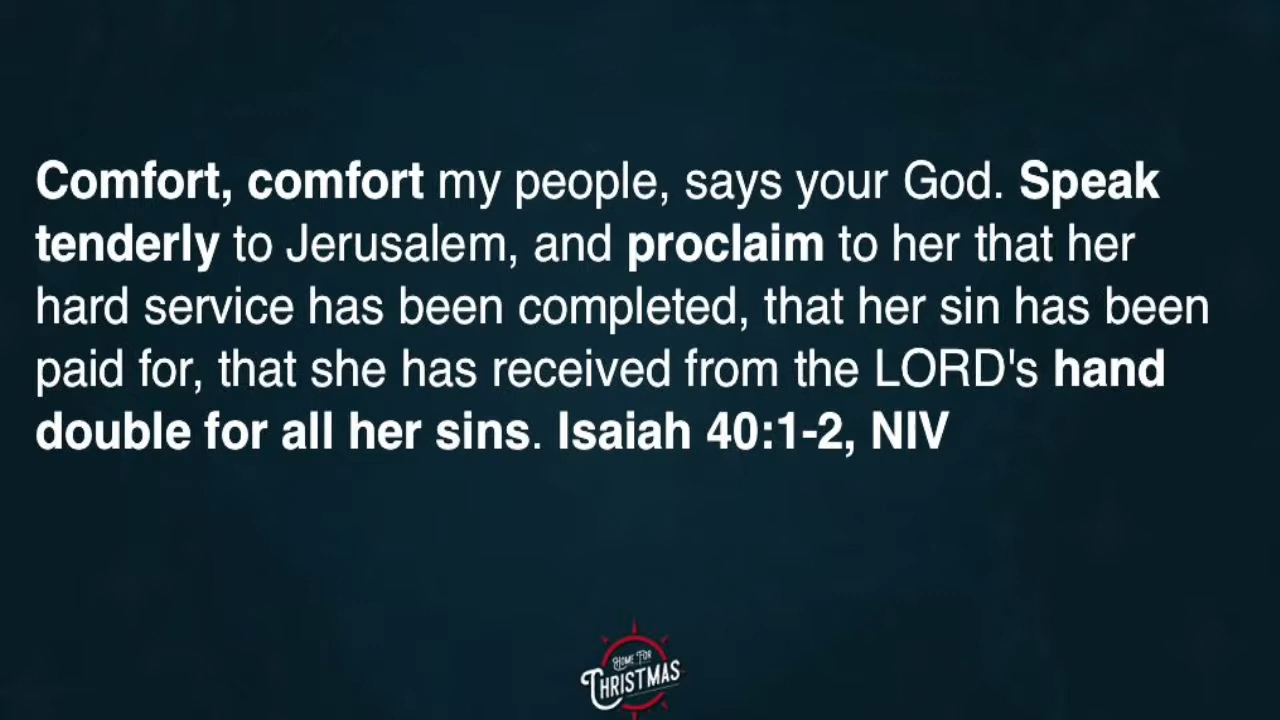 Comfort, comfort my people, says your God. Speak
tenderly to Jerusalem, and proclaim to her that her
hard service has been completed, that her sin has been
paid for, that she has received from the LORD's hand
double for all her sins. Isaiah 40:1-2, NIV
HOME FOR
CHRISTMAS